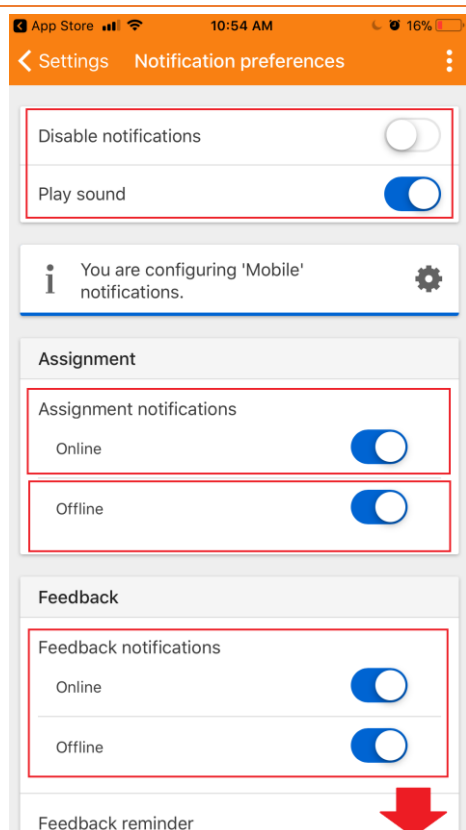 App Store 10:54 AM 16%
Settings Notification preferences
Disable notifications
Play sound
i You are configuring 'Mobile'
notifications.
Assignment
Assignment notifications
Online
Offline
Feedback
Feedback notifications
Online
Offline
Feedback reminder